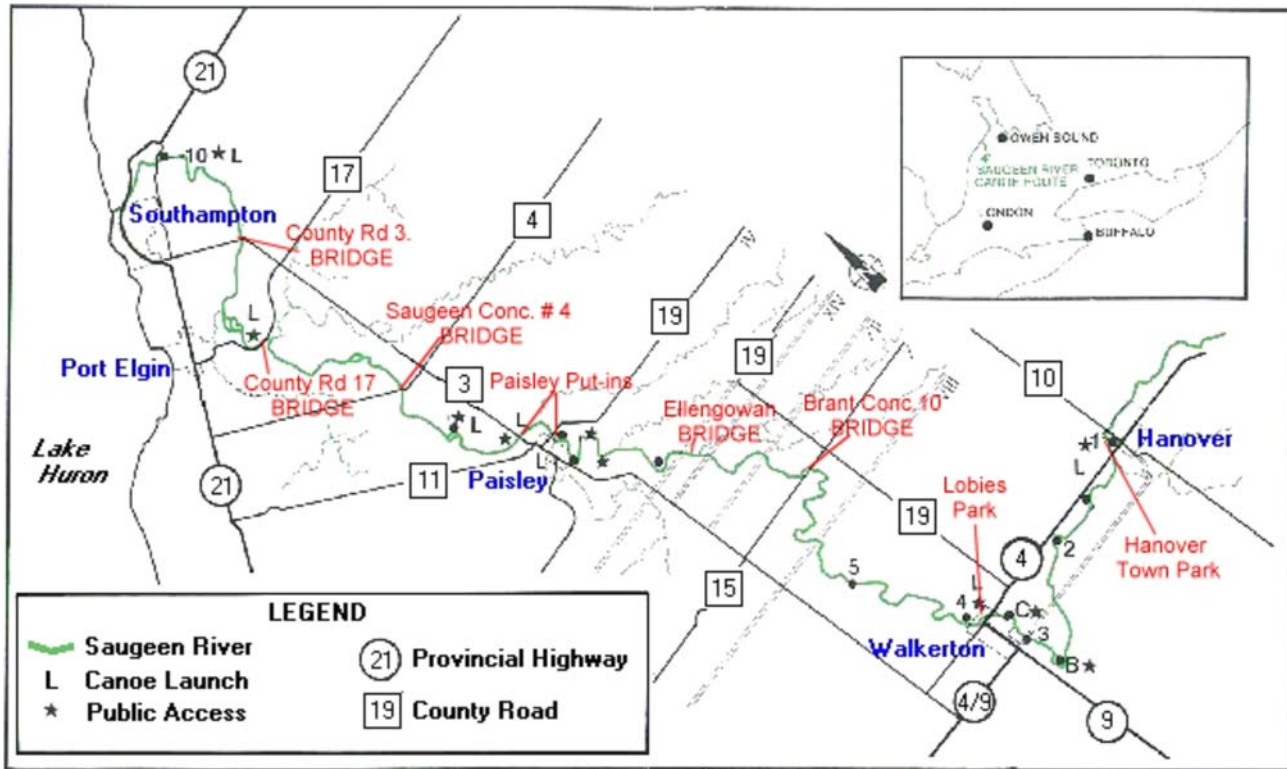 21
10
L
Southampton
County Rd 3.
BRIDGE
17
4
Saugeen Conc. # 4
BRIDGE
L
Port Elgin
County Rd 17
BRIDGE
Lake
Huron
21
3
Paisley Put-ins
L
L
L
Paisley
11
19
IV
Ellengowan
BRIDGE
19
XIV
Brant Conc.10
BRIDGE
VIII
15
5
19
Lobies
Park
L
4
Walkerton
C
3
B
4
4/9
9
10
1
L
Hanover
2
Hanover
Town Park
OWEN SOUND
SAUGEEN RIVER
CANOE ROUTE
TORONTO
LONDON
BUFFALO
LEGEND
Saugeen River
L Canoe Launch
Public Access
21 Provincial Highway
19 County Road